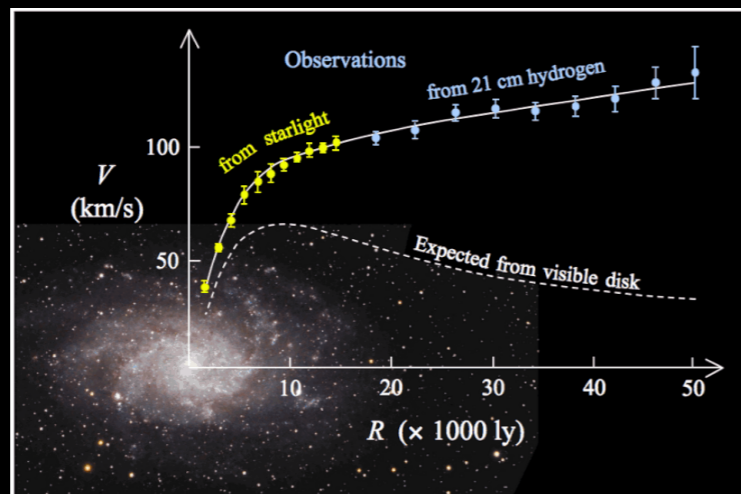 Observations
from 21 cm hydrogen
from starlight
100
V
(km/s)
50
Expected from visible disk
10
20
30
40
50
R (× 1000 ly)